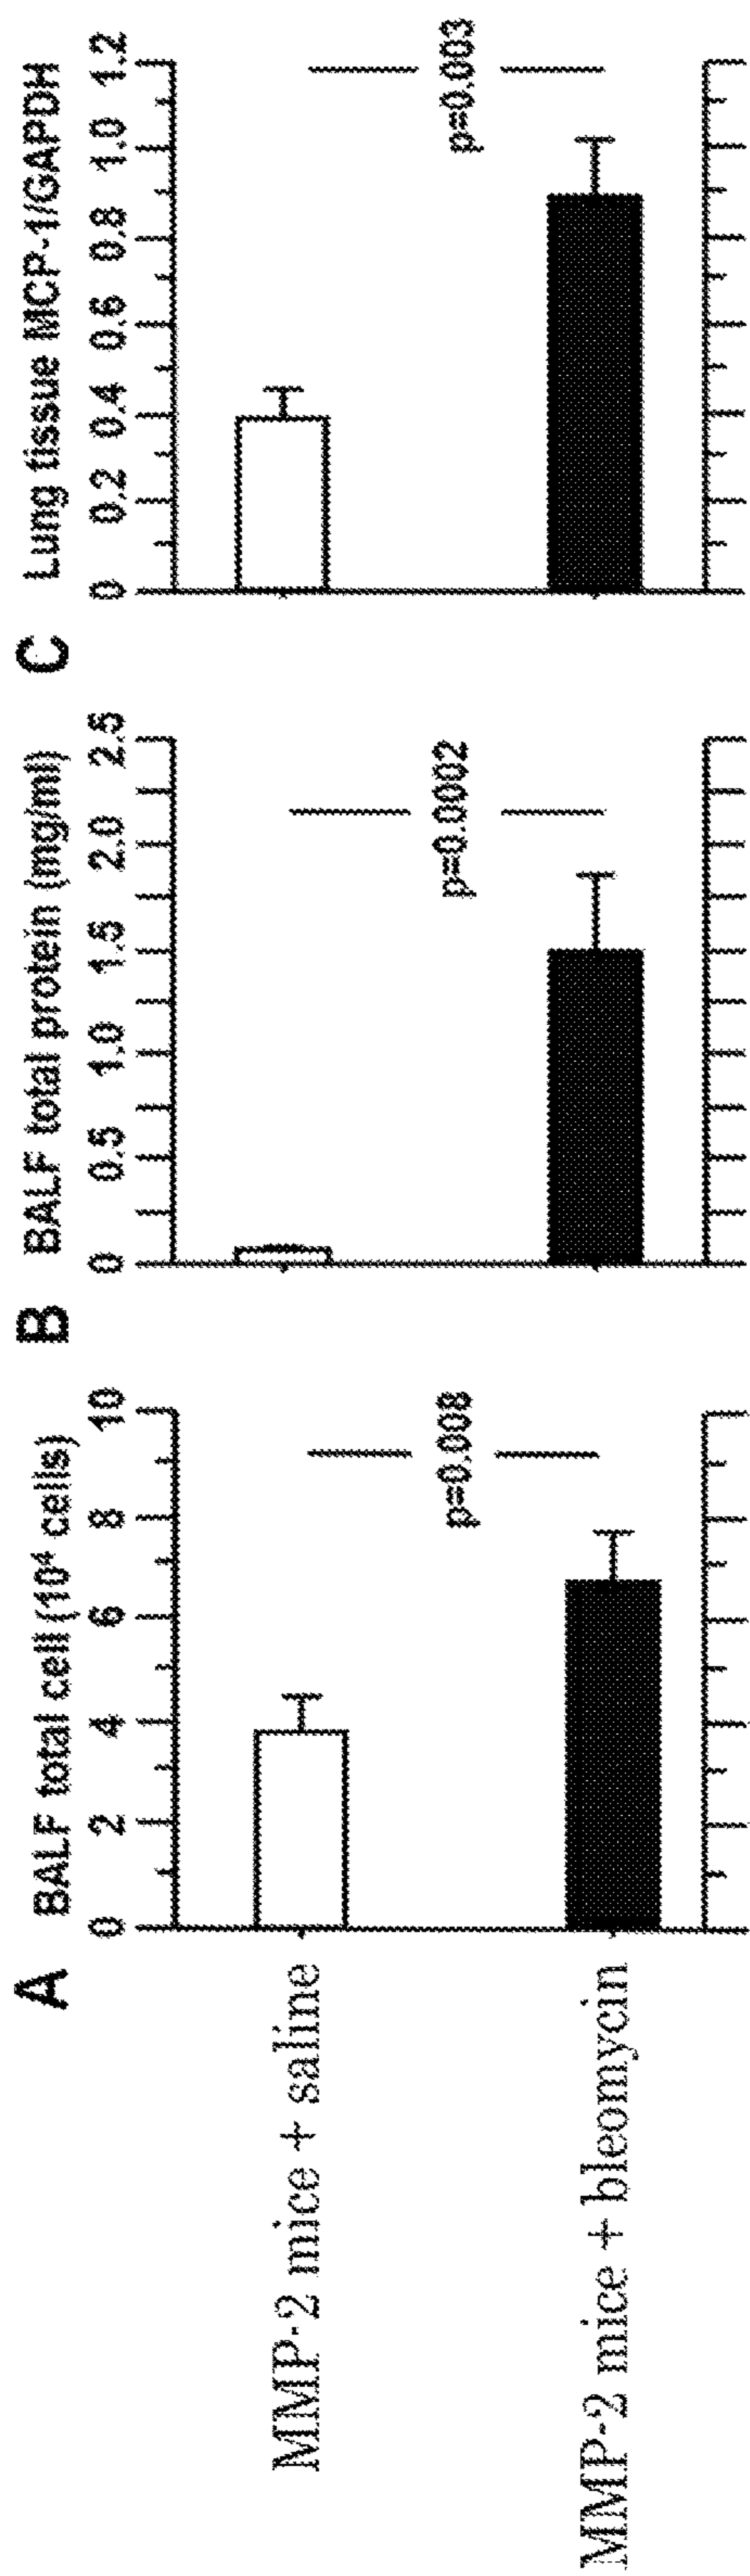 A
BALF total cell (10⁴ cells)
0 2 4 6 8 10
p=0.008
B
BALF total protein (mg/ml)
0 0.5 1.0 1.5 2.0 2.5
p=0.0002
C
Lung tissue MCP-1/GAPDH
0 0.2 0.4 0.6 0.8 1.0 1.2
p=0.003
MMP-2 mice + saline
MMP-2 mice + bleomycin